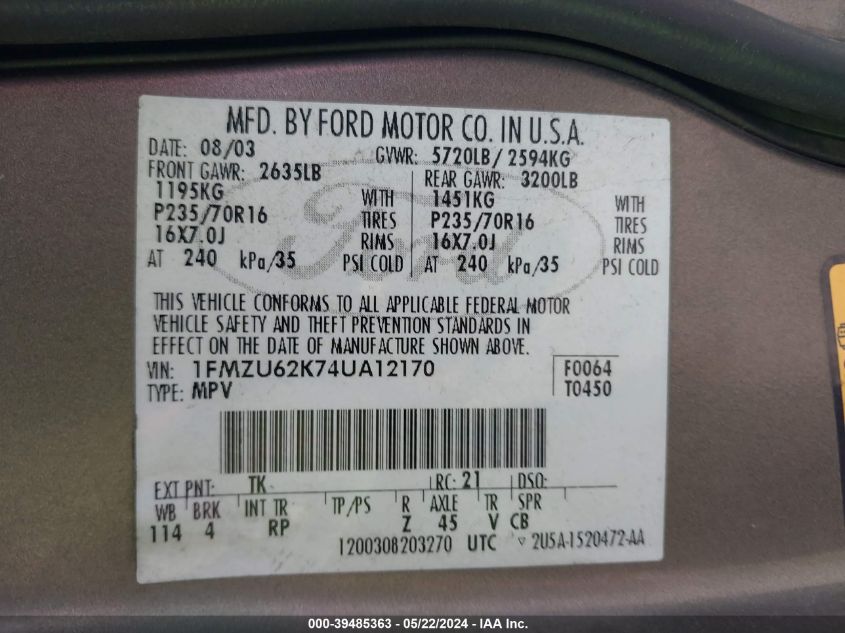 MFD. BY FORD MOTOR CO. IN U.S.A.
DATE: 08/03 GVWR: 5720LB/ 2594KG
FRONT GAWR: 2635LB REAR GAWR: 3200LB
1195KG WITH 1451KG WITH
P235/70R16 TIRES P235/70R16 TIRES
16X7.0J RIMS 16X7.0J RIMS
AT 240 kPa/35 PSI COLD AT 240 kPa/35 PSI COLD
Ford
THIS VEHICLE CONFORMS TO ALL APPLICABLE FEDERAL MOTOR
VEHICLE SAFETY AND THEFT PREVENTION STANDARDS IN
EFFECT ON THE DATE OF MANUFACTURE SHOWN ABOVE.
VIN: 1FMZU62K74UA12170 F0064
TYPE: MPV T0450
EXT PNT: TK RC: 21 DSO:
WB BRK INT TR TP/PS R AXLE TR SPR
114 4 RP Z 45 V CB
1200308203270 UTC ▽ 2U5A-1520472-AA
000-39485363 - 05/22/2024 - IAA Inc.